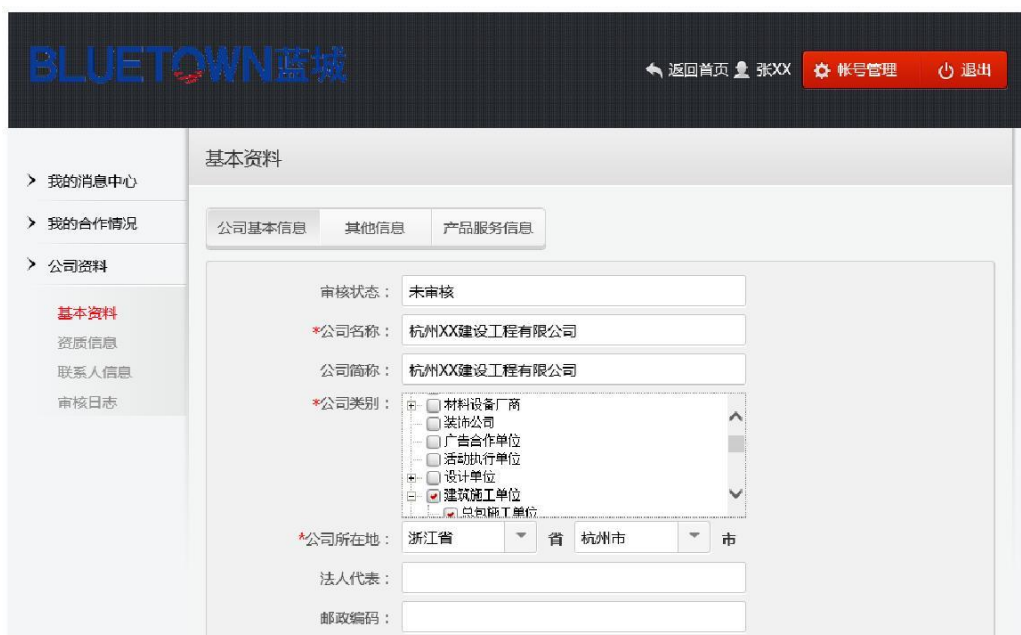 BLUETOWN蓝城
返回首页 张XX 帐号管理 退出
基本资料
我的消息中心
我的合作情况
公司资料
基本资料
资质信息
联系人信息
审核日志
公司基本信息 其他信息 产品服务信息
审核状态： 未审核
*公司名称： 杭州XX建设工程有限公司
公司简称： 杭州XX建设工程有限公司
*公司类别： 材料设备厂商
装饰公司
广告合作单位
活动执行单位
设计单位
建筑施工单位
总包施工单位
*公司所在地： 浙江省 省 杭州市 市
法人代表：
邮政编码：